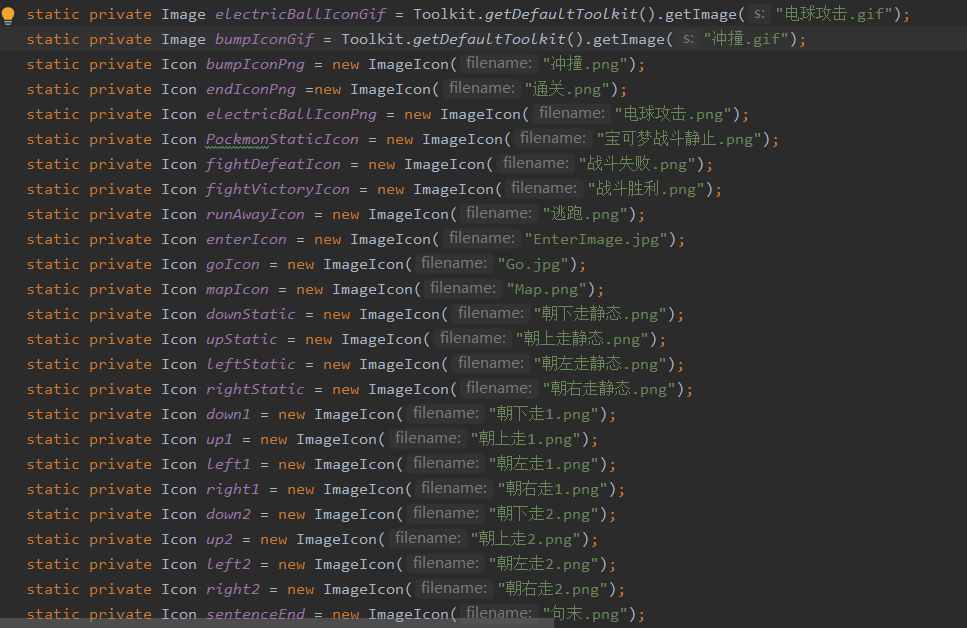 static private Image electricBallIconGif = Toolkit.getDefaultToolkit().getImage( s: "电球攻击.gif");
static private Image bumpIconGif = Toolkit.getDefaultToolkit().getImage( s: "冲撞.gif");
static private Icon bumpIconPng = new ImageIcon( filename: "冲撞.png");
static private Icon endIconPng =new ImageIcon( filename: "通关.png");
static private Icon electricBallIconPng = new ImageIcon( filename: "电球攻击.png");
static private Icon PockmonStaticIcon = new ImageIcon( filename: "宝可梦战斗静止.png");
static private Icon fightDefeatIcon = new ImageIcon( filename: "战斗失败.png");
static private Icon fightVictoryIcon = new ImageIcon( filename: "战斗胜利.png");
static private Icon runAwayIcon = new ImageIcon( filename: "逃跑.png");
static private Icon enterIcon = new ImageIcon( filename: "EnterImage.jpg");
static private Icon goIcon = new ImageIcon( filename: "Go.jpg");
static private Icon mapIcon = new ImageIcon( filename: "Map.png");
static private Icon downStatic = new ImageIcon( filename: "朝下走静态.png");
static private Icon upStatic = new ImageIcon( filename: "朝上走静态.png");
static private Icon leftStatic = new ImageIcon( filename: "朝左走静态.png");
static private Icon rightStatic = new ImageIcon( filename: "朝右走静态.png");
static private Icon down1 = new ImageIcon( filename: "朝下走1.png");
static private Icon up1 = new ImageIcon( filename: "朝上走1.png");
static private Icon left1 = new ImageIcon( filename: "朝左走1.png");
static private Icon right1 = new ImageIcon( filename: "朝右走1.png");
static private Icon down2 = new ImageIcon( filename: "朝下走2.png");
static private Icon up2 = new ImageIcon( filename: "朝上走2.png");
static private Icon left2 = new ImageIcon( filename: "朝左走2.png");
static private Icon right2 = new ImageIcon( filename: "朝右走2.png");
static private Icon sentenceEnd = new ImageIcon( filename: "句末.png");